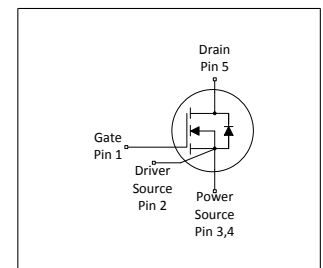 Drain
Pin 5
Gate
Pin 1
Driver
Source
Pin 2
Power
Source
Pin 3,4